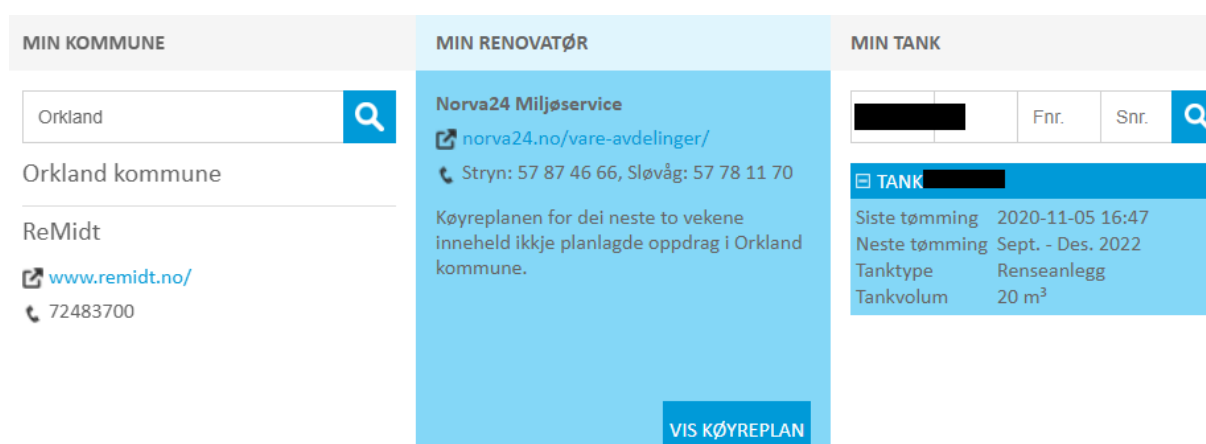 MIN KOMMUNE
Orkland
Orkland kommune
ReMidt
www.remidt.no/
72483700
MIN RENOVATØR
Norva24 Miljøservice
norva24.no/vare-avdelinger/
Stryn: 57 87 46 66, Sløvåg: 57 78 11 70
Køyreplanen for dei neste to vekene
inneheld ikkje planlagde oppdrag i Orkland
kommune.
VIS KØYREPLAN
MIN TANK
Fnr. Snr.
TANK
Siste tømming 2020-11-05 16:47
Neste tømming Sept. - Des. 2022
Tanktype Renseanlegg
Tankvolum 20 m³